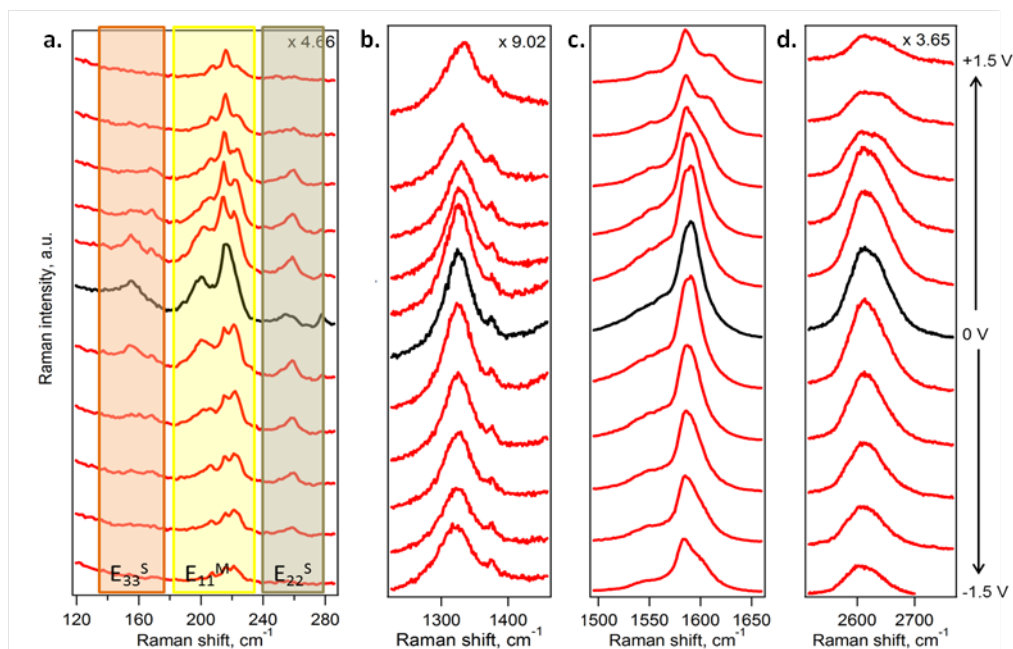 a.
x 4.66
b.
x 9.02
c.
d.
x 3.65
+1.5 V
0 V
-1.5 V
Raman intensity, a.u.
E₃₃ˢ
E₁₁ᴹ
E₂₂ˢ
120 160 200 240 280
1300 1400
1500 1550 1600 1650
2600 2700
Raman shift, cm⁻¹
Raman shift, cm⁻¹
Raman shift, cm⁻¹
Raman shift, cm⁻¹